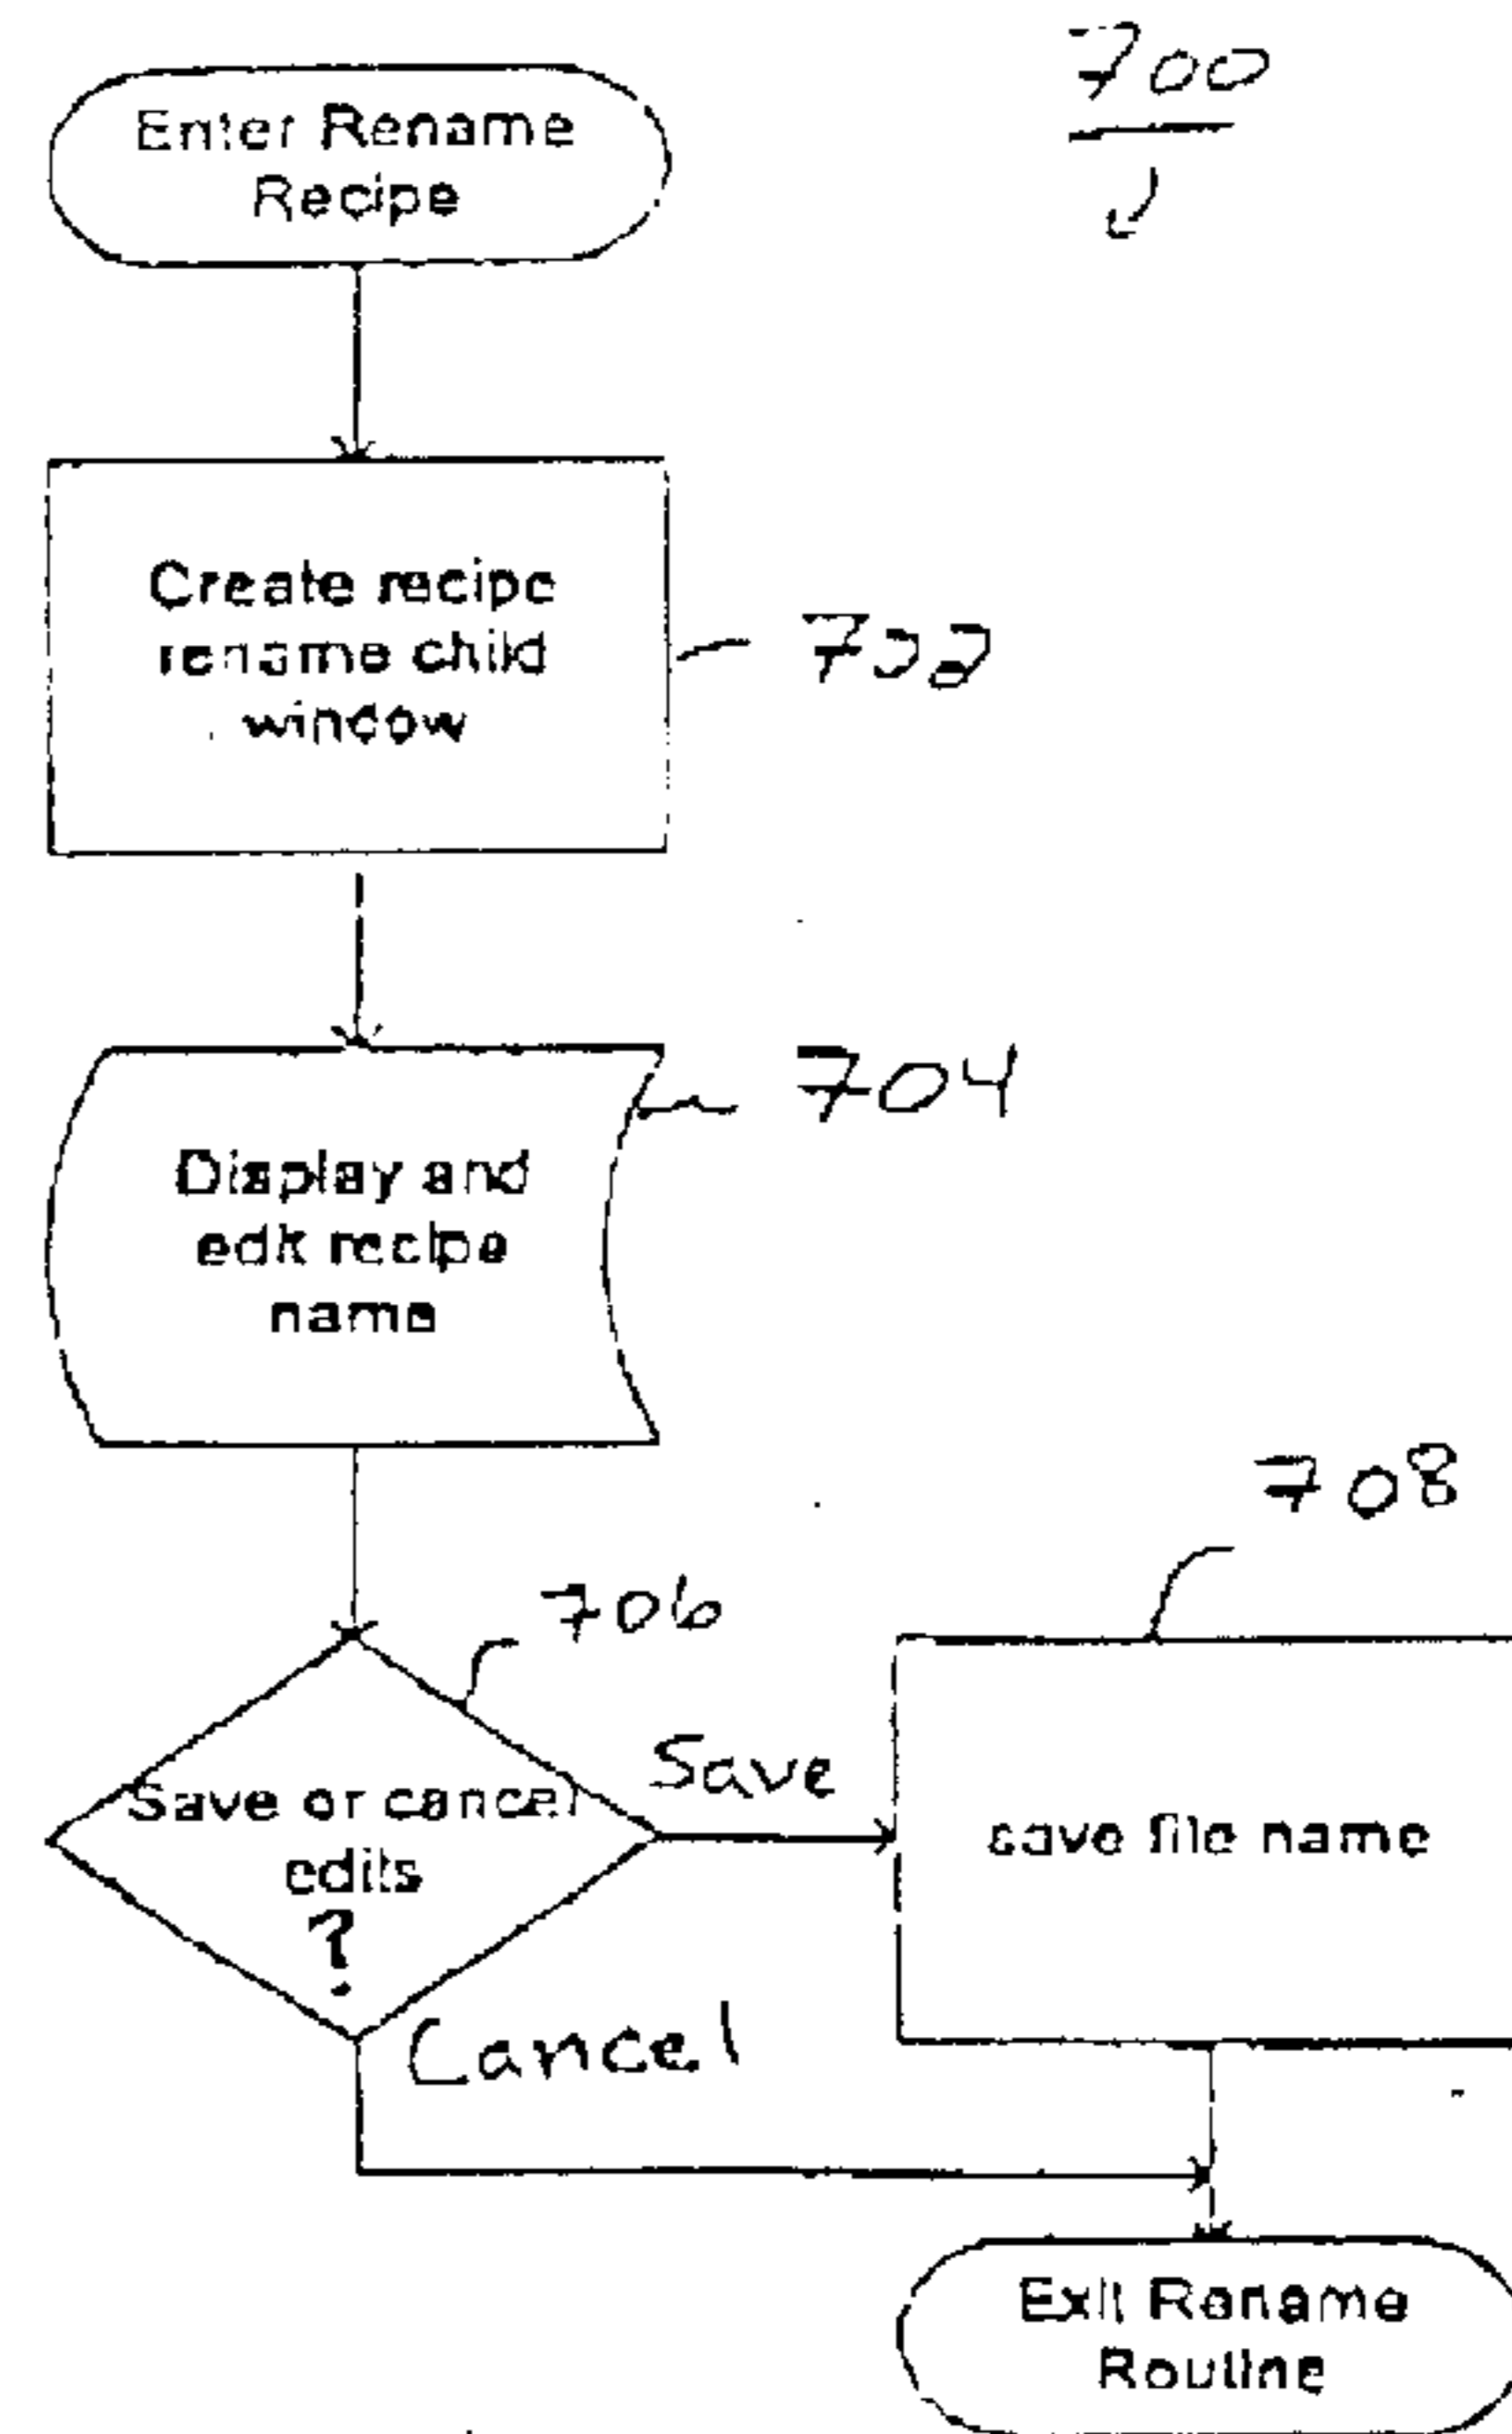 700
Enter Rename
Recipe
Create recipe
rename child
window
702
704
Display and
edit recipe
name
708
706
Save
Save or cancel
edits
?
save file name
Cancel
Exit Rename
Routine